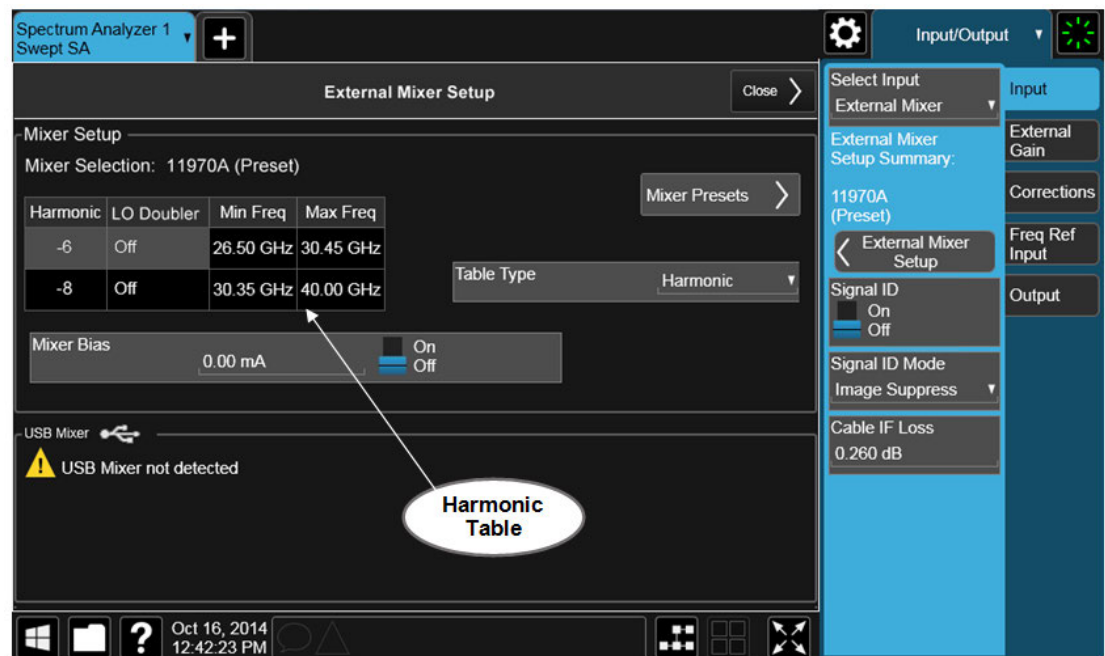 Spectrum Analyzer 1
Swept SA
Input/Output
External Mixer Setup
Close
Mixer Setup
Mixer Selection: 11970A (Preset)
Mixer Presets
Harmonic LO Doubler Min Freq Max Freq
-6 Off 26.50 GHz 30.45 GHz
-8 Off 30.35 GHz 40.00 GHz
Table Type Harmonic
Mixer Bias
0.00 mA
On
Off
USB Mixer
USB Mixer not detected
Harmonic
Table
Oct 16, 2014
12:42:23 PM
Select Input
External Mixer
External Mixer
Setup Summary:
11970A
(Preset)
External Mixer
Setup
Signal ID
On
Off
Signal ID Mode
Image Suppress
Cable IF Loss
0.260 dB
Input
External
Gain
Corrections
Freq Ref
Input
Output